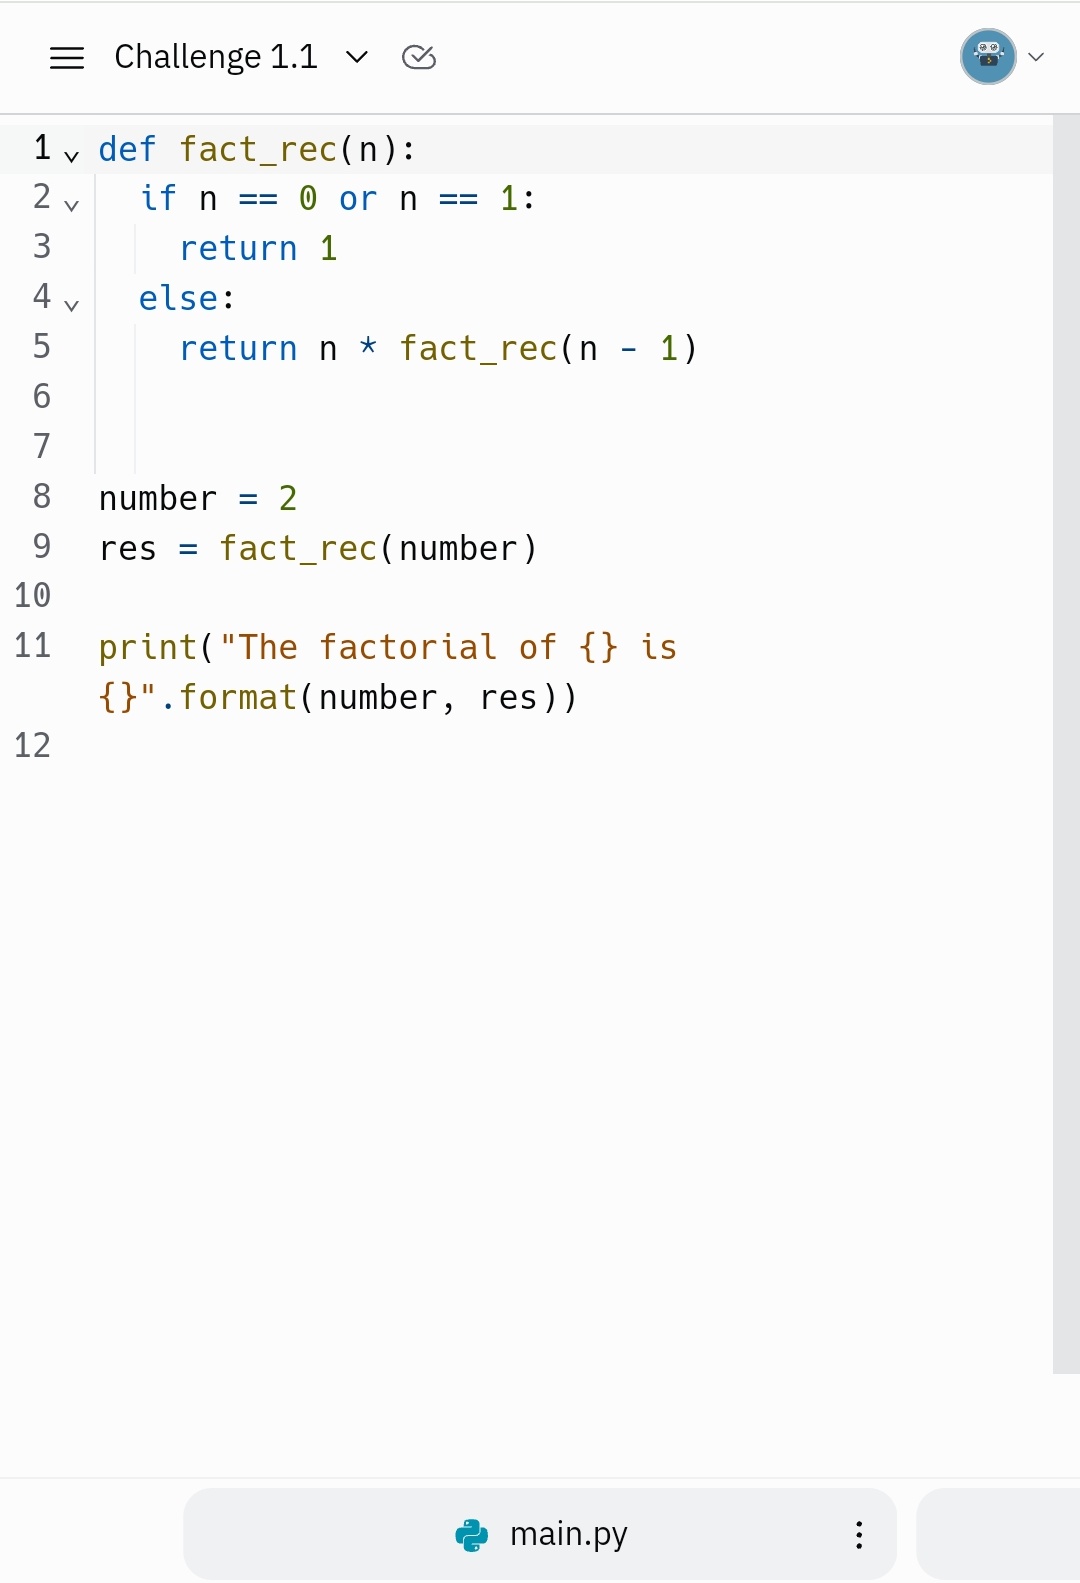 Challenge 1.1
1 def fact_rec(n):
2   if n == 0 or n == 1:
3     return 1
4   else:
5     return n * fact_rec(n - 1)
6
7
8 number = 2
9 res = fact_rec(number)
10
11 print("The factorial of {} is
{}".format(number, res))
12
main.py